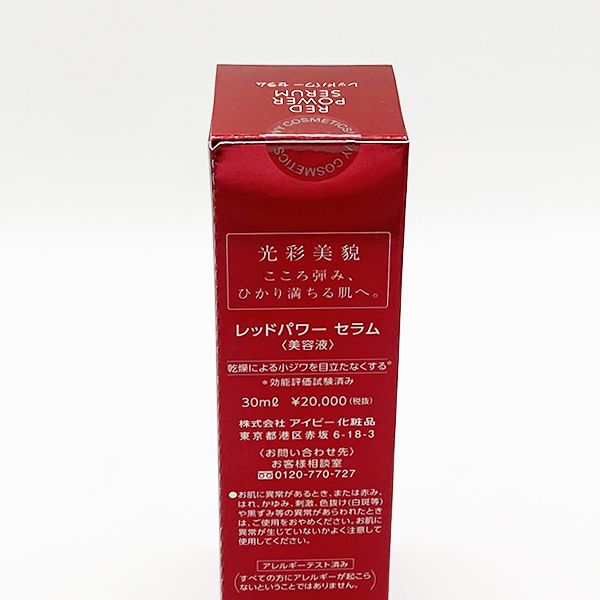 RED
POWER
SERUM
レッドパワー セラム
IVY COSMETICS IVY COSMETICS
光彩美貌
こころ弾み、
ひかり満ちる肌へ。
レッドパワー セラム
〈美容液〉
乾燥による小ジワを目立たなくする*
*効能評価試験済み
30mℓ ¥20,000(税抜)
株式会社 アイビー化粧品
東京都港区赤坂 6-18-3
〈お問い合わせ先〉
お客様相談室
0120-770-727
●お肌に異常があるとき、または赤み、
はれ、かゆみ、刺激、色抜け(白斑等)
や黒ずみ等の異常があらわれたとき
は、ご使用をおやめください。お肌に
異常が生じていないかよく注意して
使用してください。
アレルギーテスト済み
(すべての方にアレルギーが起こら
ないということではありません。)